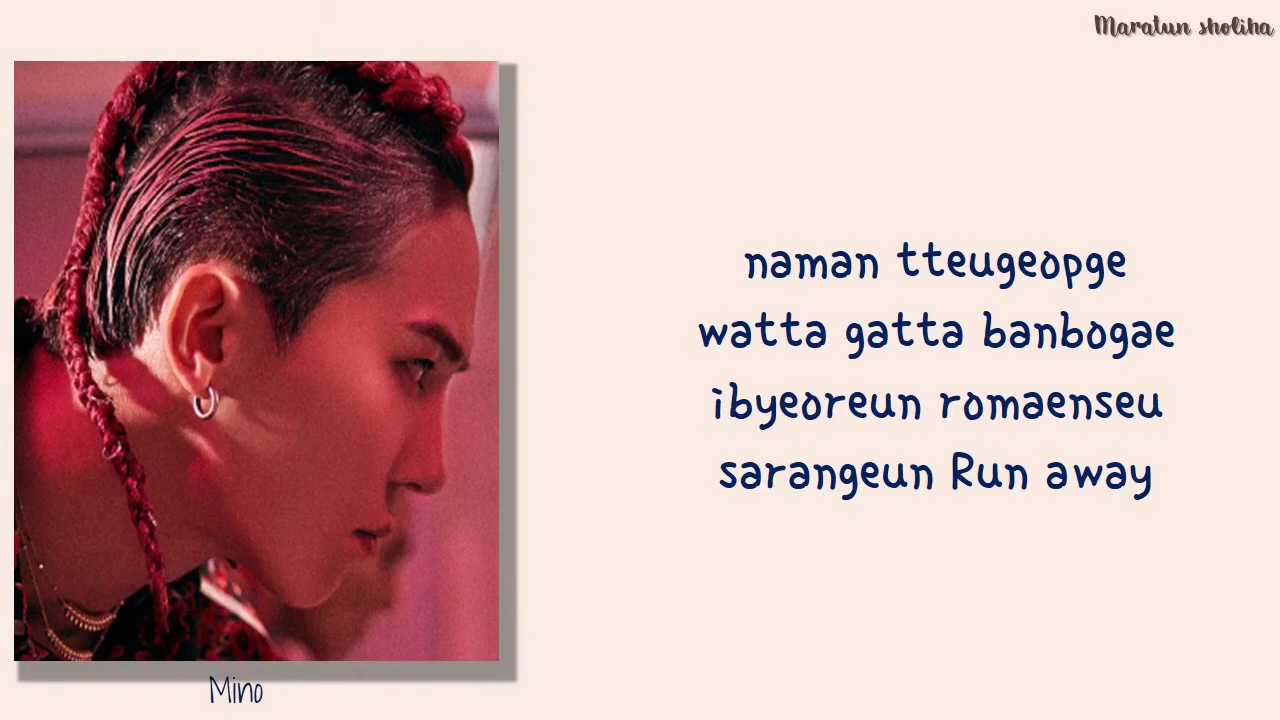 Maratun sholiha
naman tteugeopge
watta gatta banbogae
ibyeoreun romaenseu
sarangeun Run away
Mino